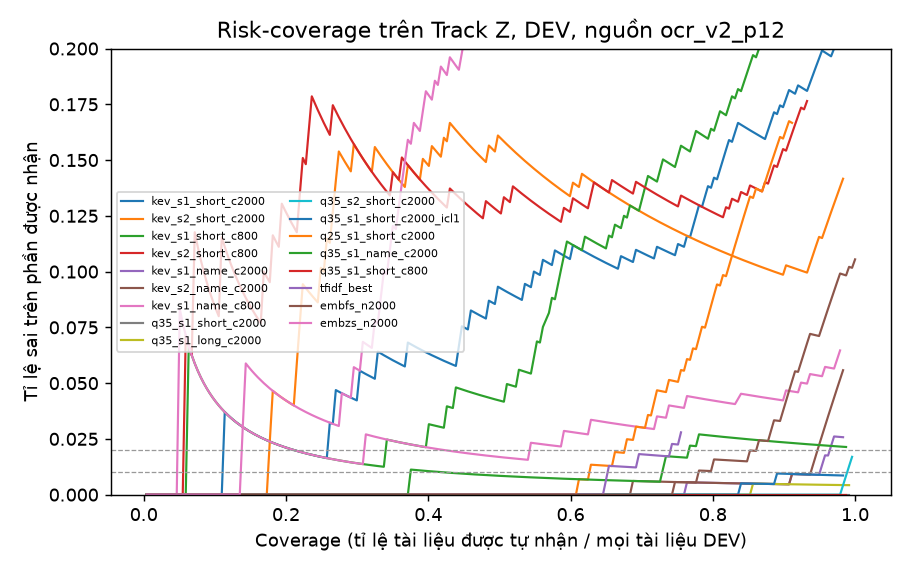 Risk-coverage trên Track Z, DEV, nguồn ocr_v2_p12
Tỉ lệ sai trên phần được nhận
0.200
0.175
0.150
0.125
0.100
0.075
0.050
0.025
0.000
kev_s1_short_c2000
kev_s2_short_c2000
kev_s1_short_c800
kev_s2_short_c800
kev_s1_name_c2000
kev_s2_name_c2000
kev_s1_name_c800
q35_s1_short_c2000
q35_s1_long_c2000
q35_s2_short_c2000
q35_s1_short_c2000_icl1
q25_s1_short_c2000
q35_s1_name_c2000
q35_s1_short_c800
tfidf_best
embfs_n2000
embzs_n2000
0.0 0.2 0.4 0.6 0.8 1.0
Coverage (tỉ lệ tài liệu được tự nhận / mọi tài liệu DEV)